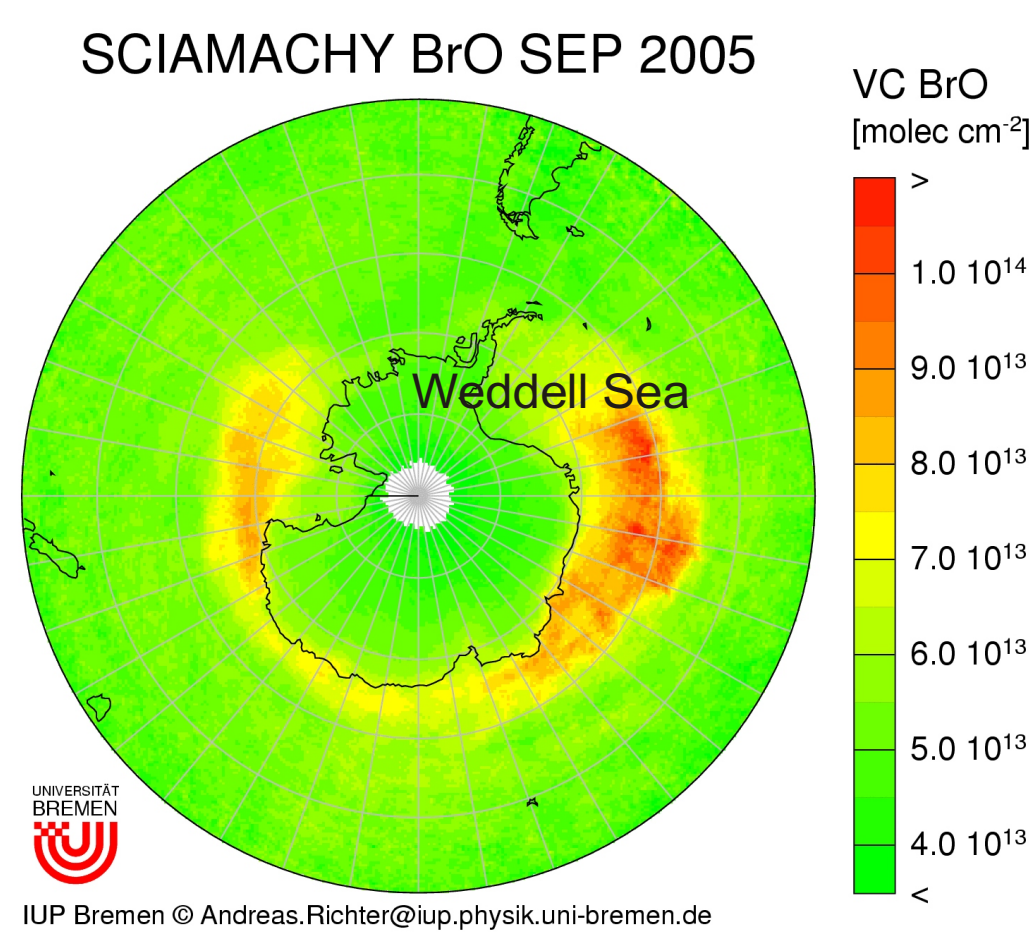 SCIAMACHY BrO SEP 2005
VC BrO
[molec cm⁻²]
>
1.0 10¹⁴
9.0 10¹³
8.0 10¹³
7.0 10¹³
6.0 10¹³
5.0 10¹³
4.0 10¹³
<
Weddell Sea
UNIVERSITÄT
BREMEN
IUP Bremen © Andreas.Richter@iup.physik.uni-bremen.de